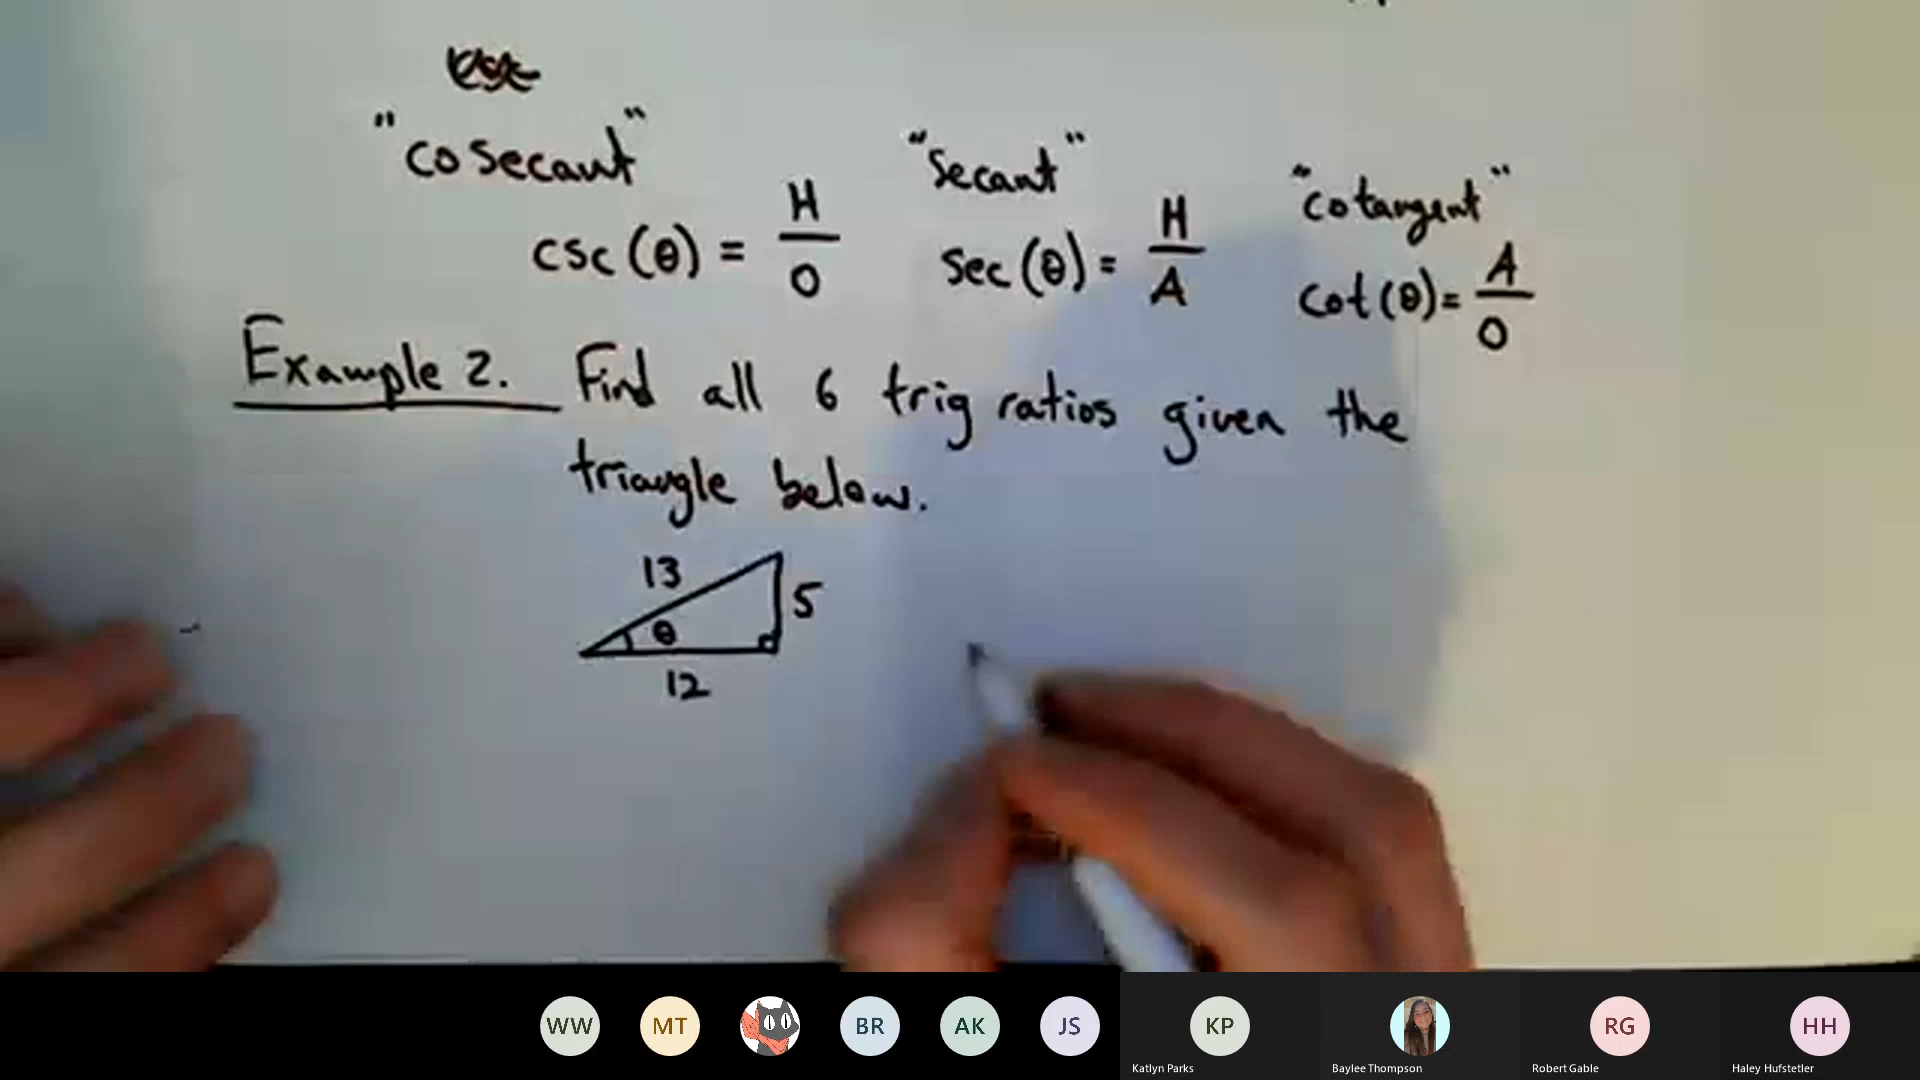 "cosecant"
"secant"
"cotangent"
csc(θ) = H/O
sec(θ) = H/A
cot(θ) = A/O
Example 2. Find all 6 trig ratios given the
triangle below.
13
5
θ
12
WW
MT
BR
AK
JS
KP
RG
HH
Katlyn Parks
Baylee Thompson
Robert Gable
Haley Hufstetler